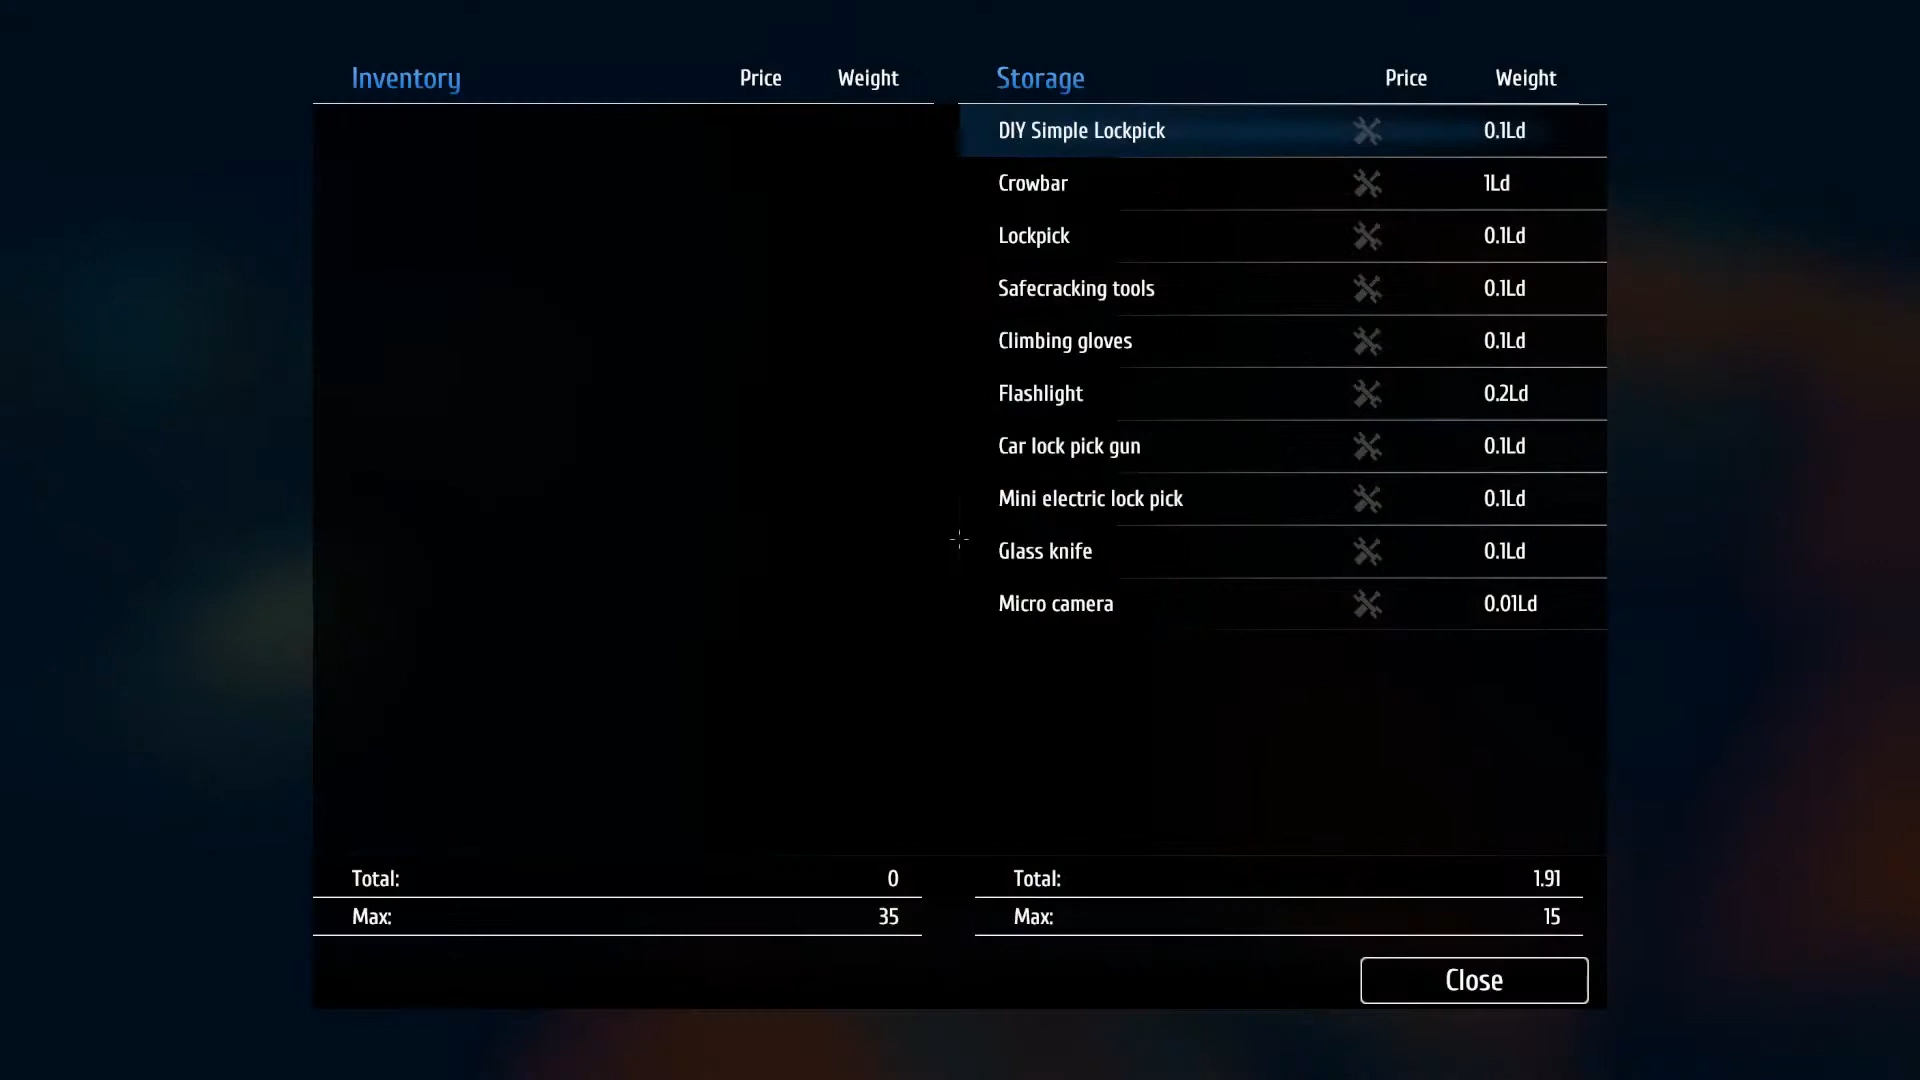 Inventory Price Weight
Storage Price Weight
DIY Simple Lockpick 0.1Ld
Crowbar 1Ld
Lockpick 0.1Ld
Safecracking tools 0.1Ld
Climbing gloves 0.1Ld
Flashlight 0.2Ld
Car lock pick gun 0.1Ld
Mini electric lock pick 0.1Ld
Glass knife 0.1Ld
Micro camera 0.01Ld
Total: 0
Max: 35
Total: 1.91
Max: 15
Close